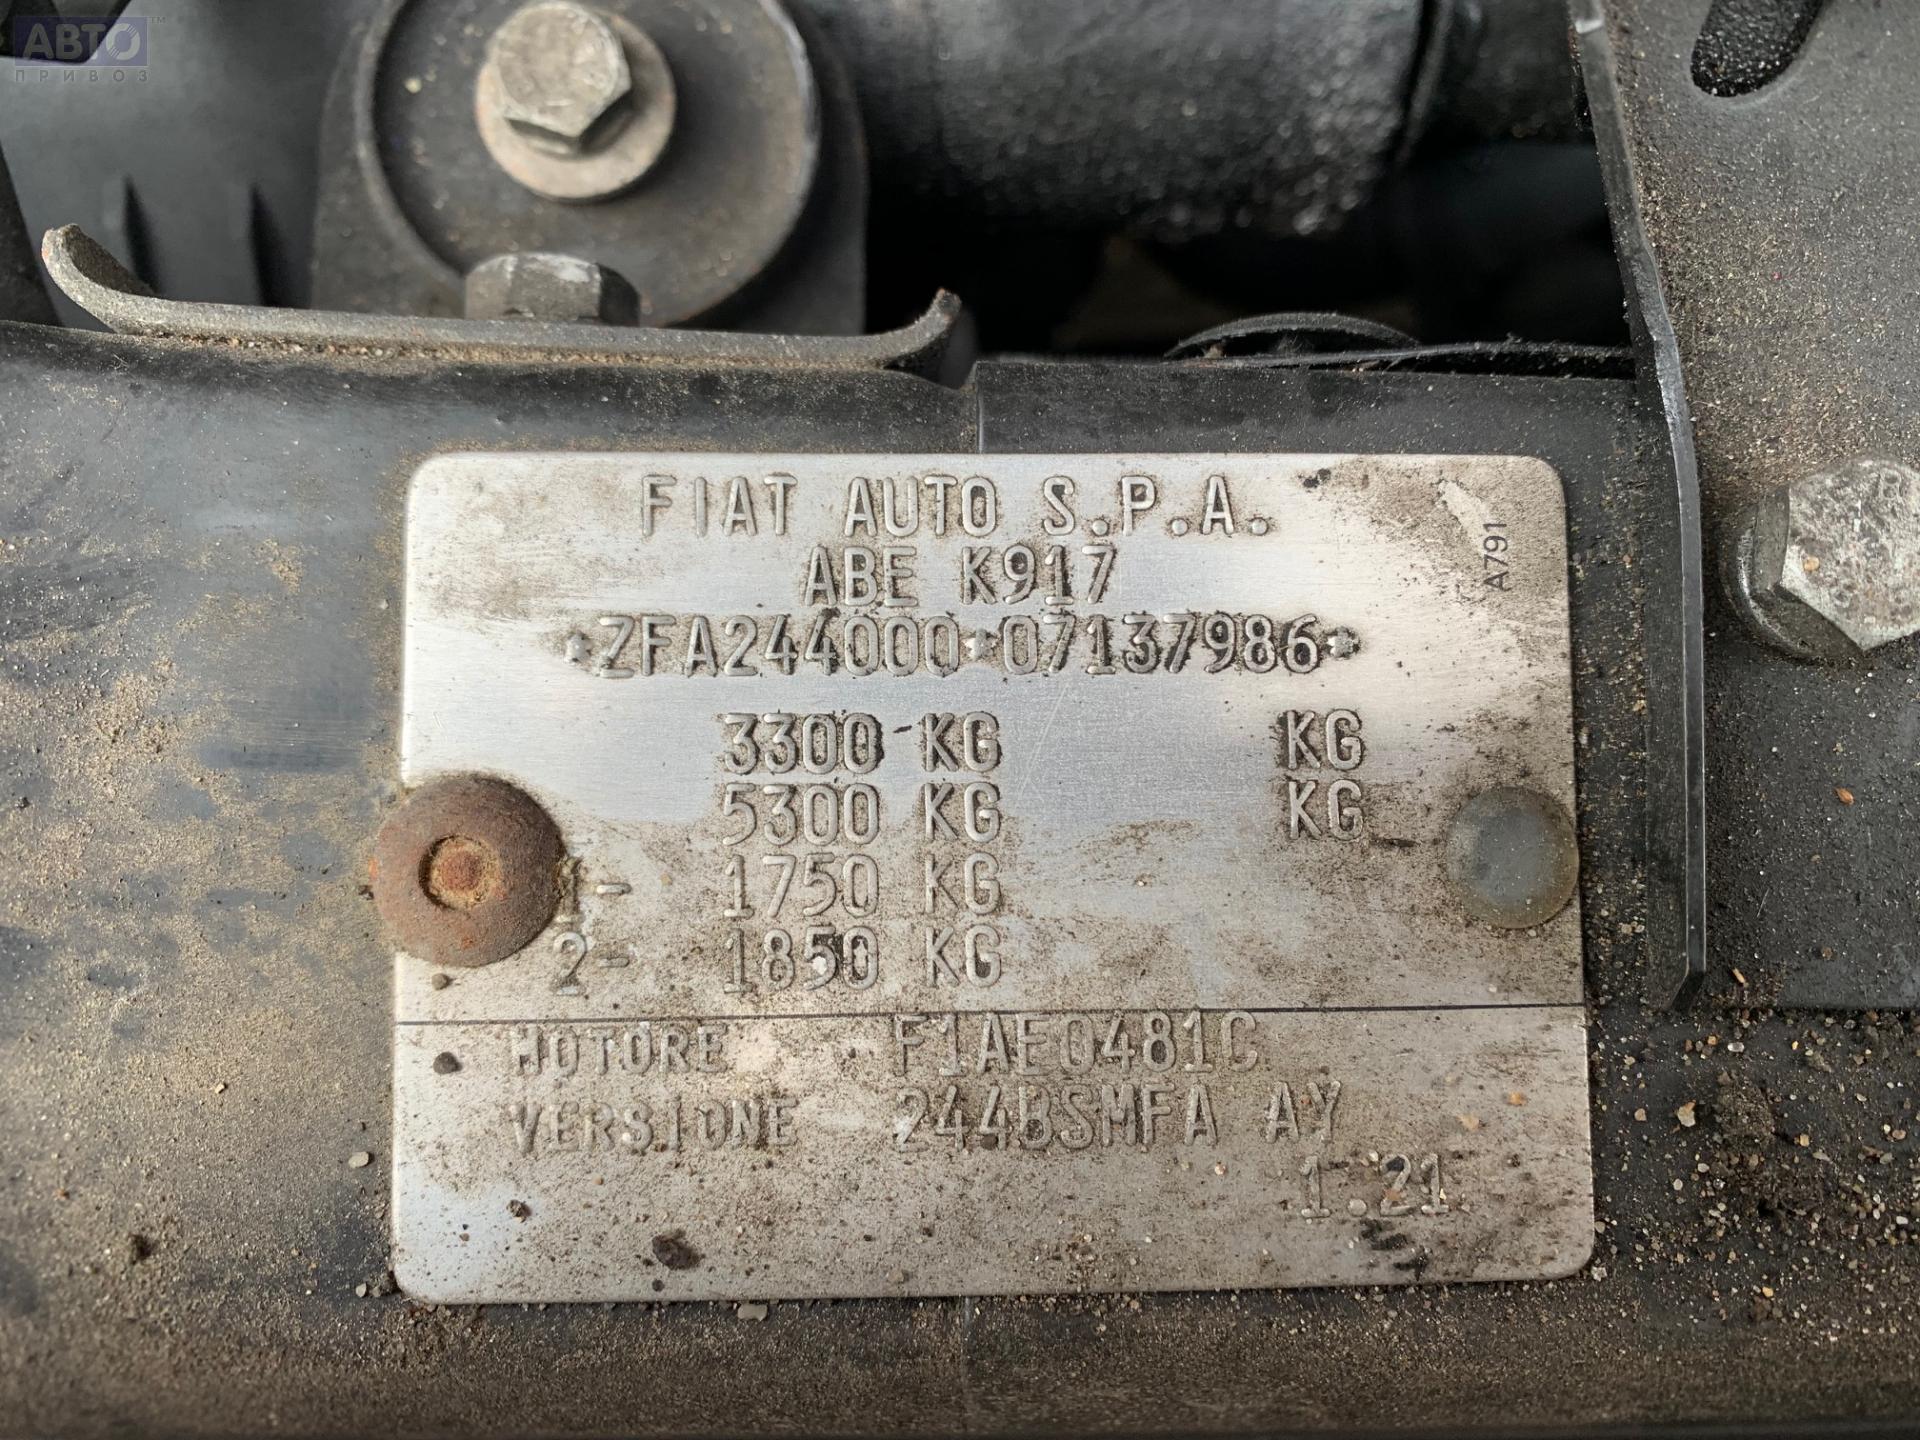 АВТО™
ПРИВОЗ
FIAT AUTO S.P.A.
A791
ABE K917
*ZFA244000*07137986*
3300 KG KG
5300 KG KG
1- 1750 KG
2- 1850 KG
MOTORE F1AE0481C
VERSIONE 244BSMFA AY
1.21